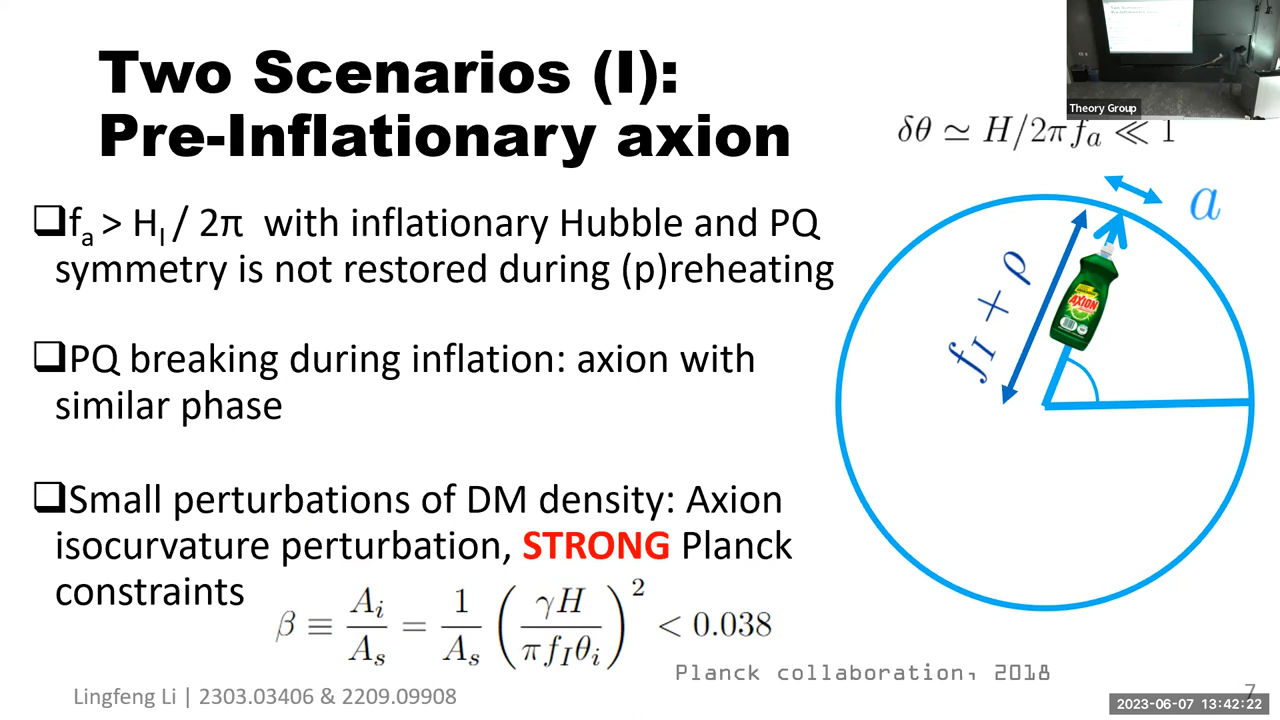 Two Scenarios (I):
Pre-Inflationary axion
Theory Group
δθ ≃ H/2πfₐ ≪ 1
❑fₐ > H_I / 2π with inflationary Hubble and PQ
symmetry is not restored during (p)reheating
❑PQ breaking during inflation: axion with
similar phase
❑Small perturbations of DM density: Axion
isocurvature perturbation, STRONG Planck
constraints
β ≡ A_i/A_s = 1/A_s (γH/πf_Iθ_i)² < 0.038
a
f_I + ρ
AXION
Planck collaboration, 2018
Lingfeng Li | 2303.03406 & 2209.09908
7
2023-06-07 13:42:22